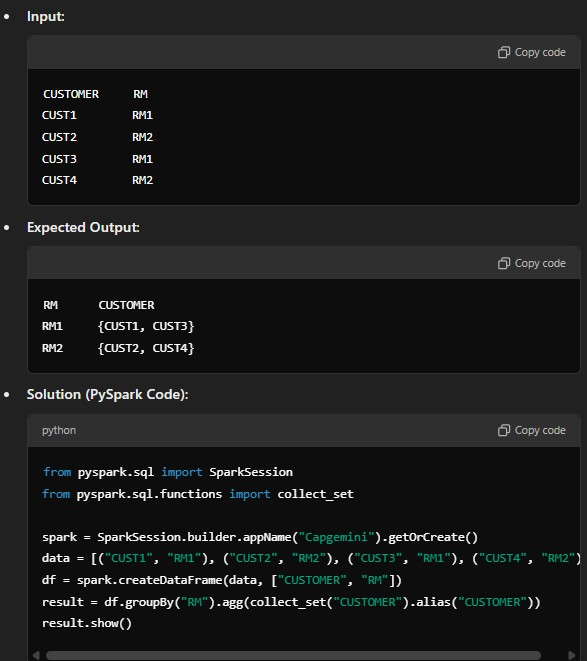 Input:
Copy code
CUSTOMER RM
CUST1 RM1
CUST2 RM2
CUST3 RM1
CUST4 RM2
Expected Output:
Copy code
RM CUSTOMER
RM1 {CUST1, CUST3}
RM2 {CUST2, CUST4}
Solution (PySpark Code):
python Copy code
from pyspark.sql import SparkSession
from pyspark.sql.functions import collect_set
spark = SparkSession.builder.appName("Capgemini").getOrCreate()
data = [("CUST1", "RM1"), ("CUST2", "RM2"), ("CUST3", "RM1"), ("CUST4", "RM2")
df = spark.createDataFrame(data, ["CUSTOMER", "RM"])
result = df.groupBy("RM").agg(collect_set("CUSTOMER").alias("CUSTOMER"))
result.show()